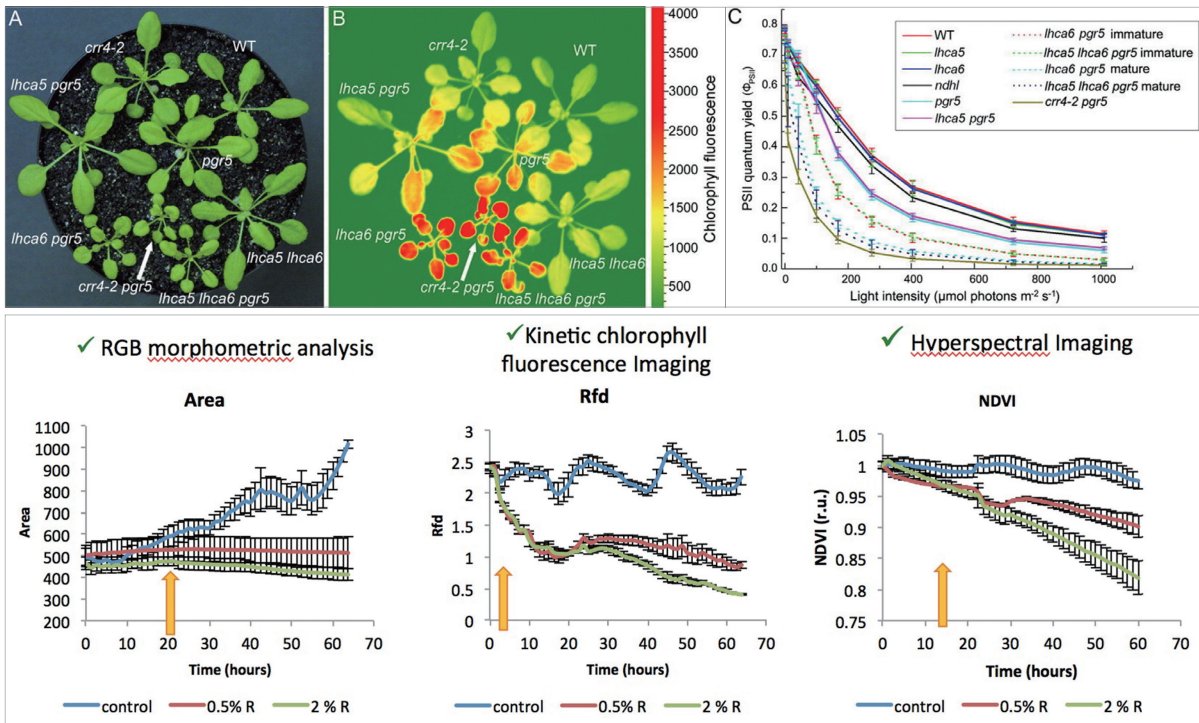 A
crr4-2
WT
lhca5 pgr5
pgr5
lhca6 pgr5
crr4-2 pgr5
lhca5 lhca6
lhca5 lhca6 pgr5
B
crr4-2
WT
lhca5 pgr5
pgr5
lhca6 pgr5
crr4-2 pgr5
lhca5 lhca6
lhca5 lhca6 pgr5
4000
3500
3000
2500
2000
1500
1000
500
Chlorophyll fluorescence
C
PSII quantum yield (ΦPSII)
0.8
0.7
0.6
0.5
0.4
0.3
0.2
0.1
0.0
0 200 400 600 800 1000
Light intensity (μmol photons m-2 s-1)
WT
lhca5
lhca6
ndhl
pgr5
lhca5 pgr5
lhca6 pgr5 immature
lhca5 lhca6 pgr5 immature
lhca6 pgr5 mature
lhca5 lhca6 pgr5 mature
crr4-2 pgr5
✓ RGB morphometric analysis
Area
1100
1000
900
800
700
600
500
400
300
200
Area
0 10 20 30 40 50 60 70
Time (hours)
control 0.5% R 2 % R
✓Kinetic chlorophyll
fluorescence Imaging
Rfd
3
2.5
2
1.5
1
0.5
0
Rfd
0 10 20 30 40 50 60 70
Time (hours)
control 0.5% R 2 % R
✓ Hyperspectral Imaging
NDVI
1.05
1
0.95
0.9
0.85
0.8
0.75
NDVI (r.u.)
0 10 20 30 40 50 60 70
Time (hours)
control 0.5% R 2 % R